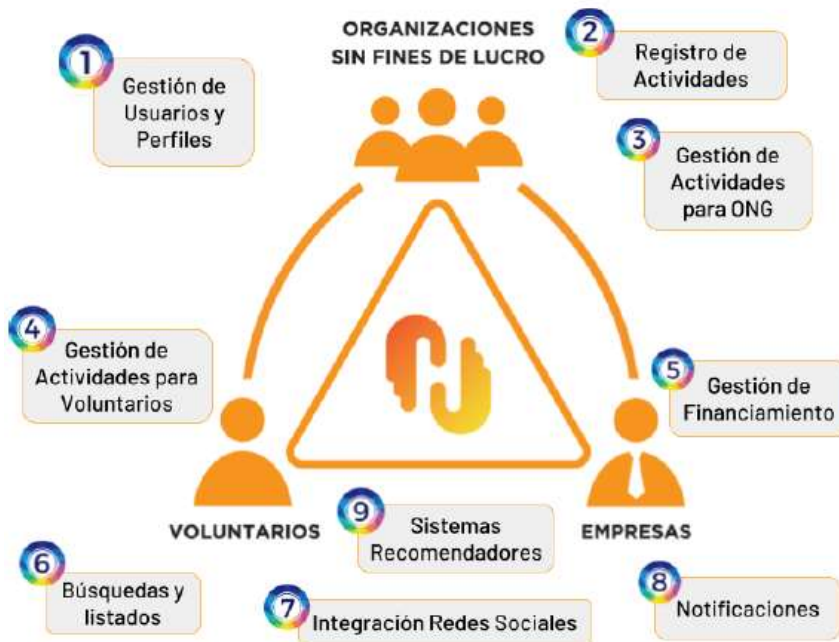 ORGANIZACIONES
SIN FINES DE LUCRO
1
Gestión de
Usuarios y
Perfiles
2
Registro de
Actividades
3
Gestión de
Actividades
para ONG
4
Gestión de
Actividades para
Voluntarios
5
Gestión de
Financiamiento
VOLUNTARIOS
EMPRESAS
9
Sistemas
Recomendadores
6
Búsquedas y
listados
7
Integración Redes Sociales
8
Notificaciones